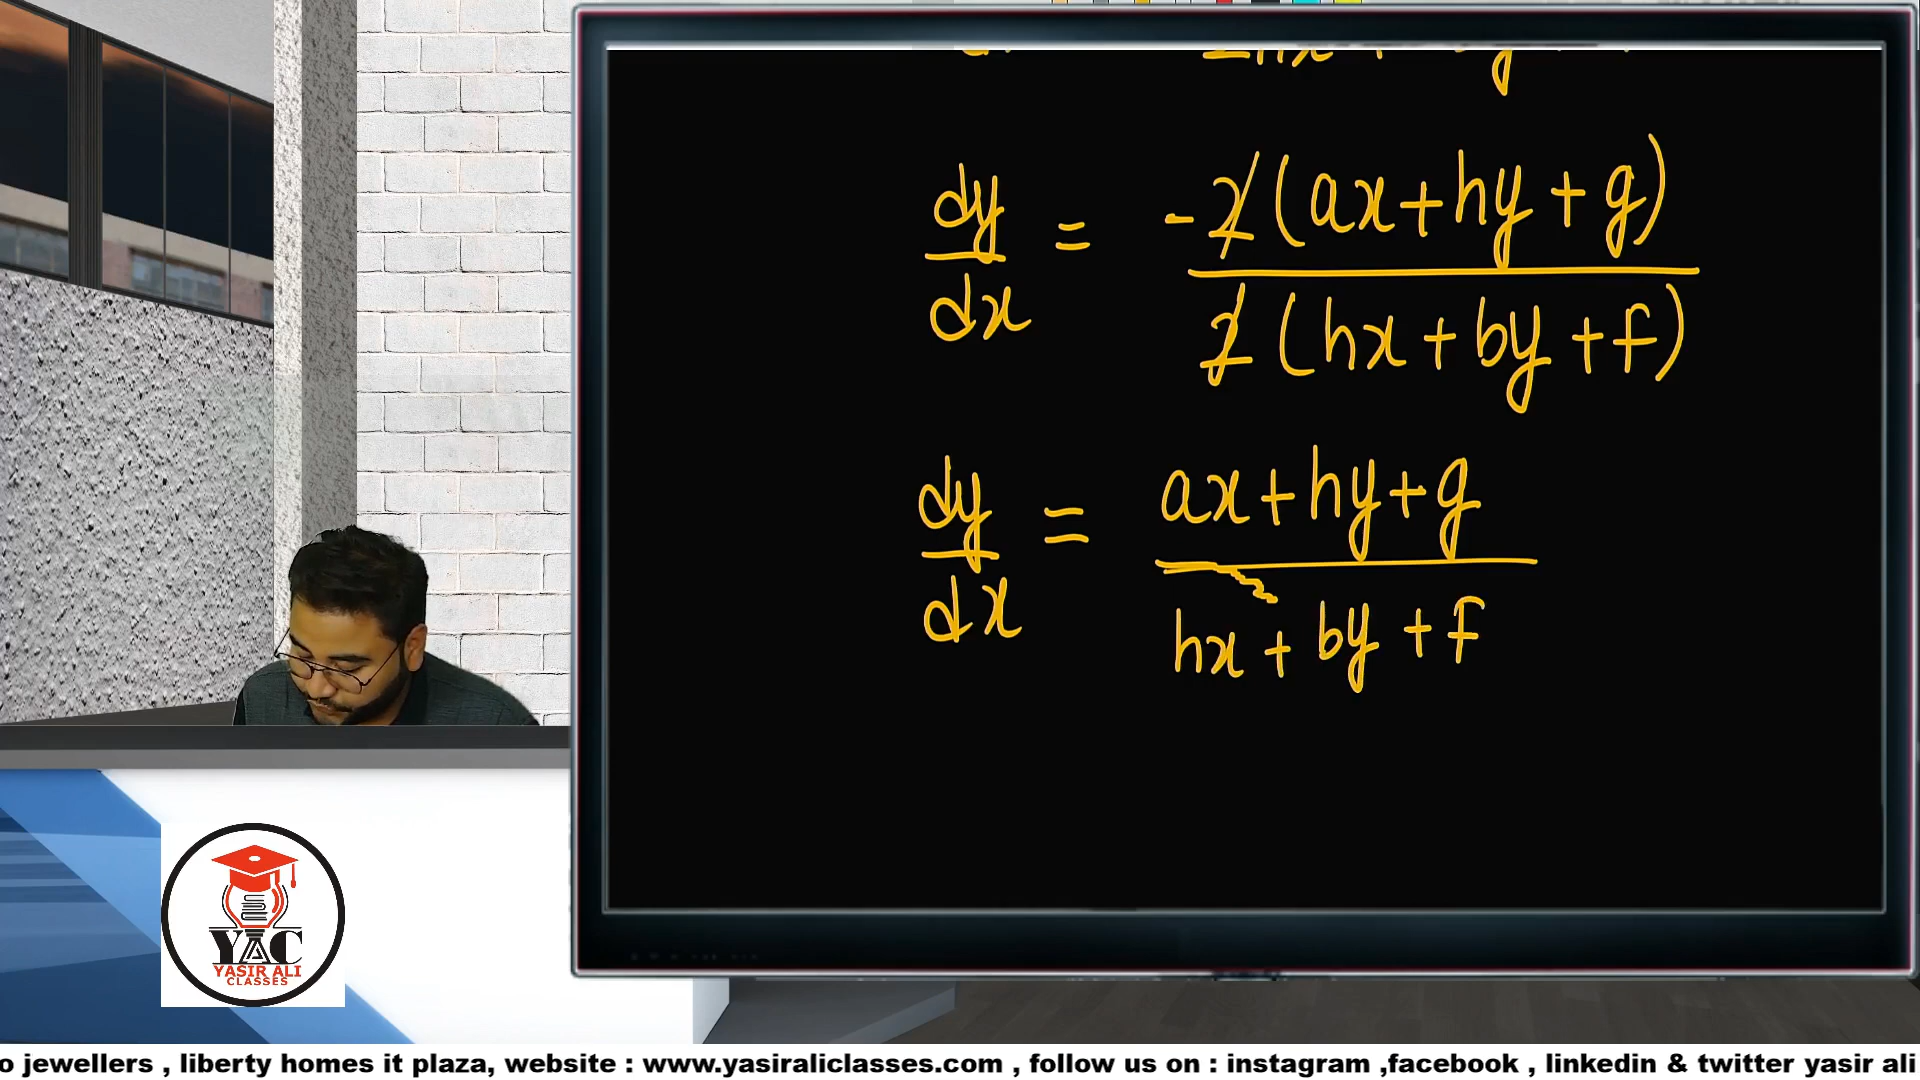 dy/dx = -2(ax+hy+g) / 2(hx+by+f)
dy/dx = ax+hy+g / hx+by+f
YAC
YASIR ALI
CLASSES
o jewellers , liberty homes it plaza, website : www.yasiraliclasses.com , follow us on : instagram ,facebook , linkedin & twitter yasir ali